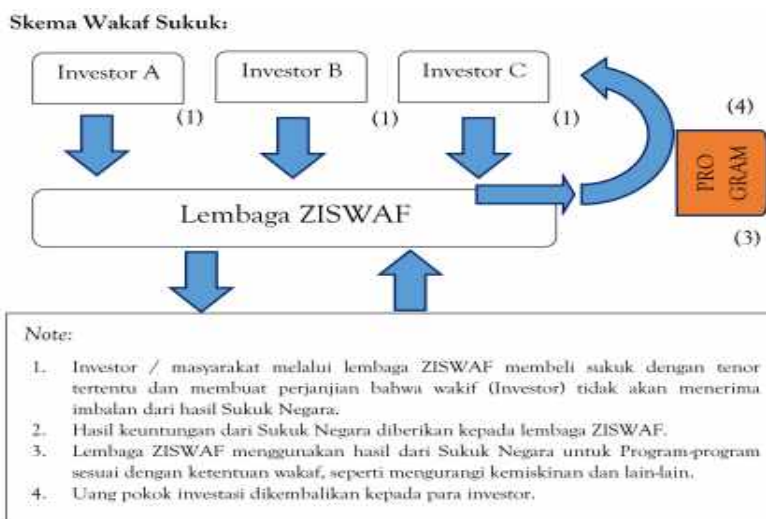 Skema Wakaf Sukuk:
Investor A
Investor B
Investor C
(1)
(1)
(1)
(4)
PRO
GRAM
(3)
Lembaga ZISWAF
Note:
1. Investor / masyarakat melalui lembaga ZISWAF membeli sukuk dengan tenor
tertentu dan membuat perjanjian bahwa wakif (Investor) tidak akan menerima
imbalan dari hasil Sukuk Negara.
2. Hasil keuntungan dari Sukuk Negara diberikan kepada lembaga ZISWAF.
3. Lembaga ZISWAF menggunakan hasil dari Sukuk Negara untuk Program-program
sesuai dengan ketentuan wakaf, seperti mengurangi kemiskinan dan lain-lain.
4. Uang pokok investasi dikembalikan kepada para investor.